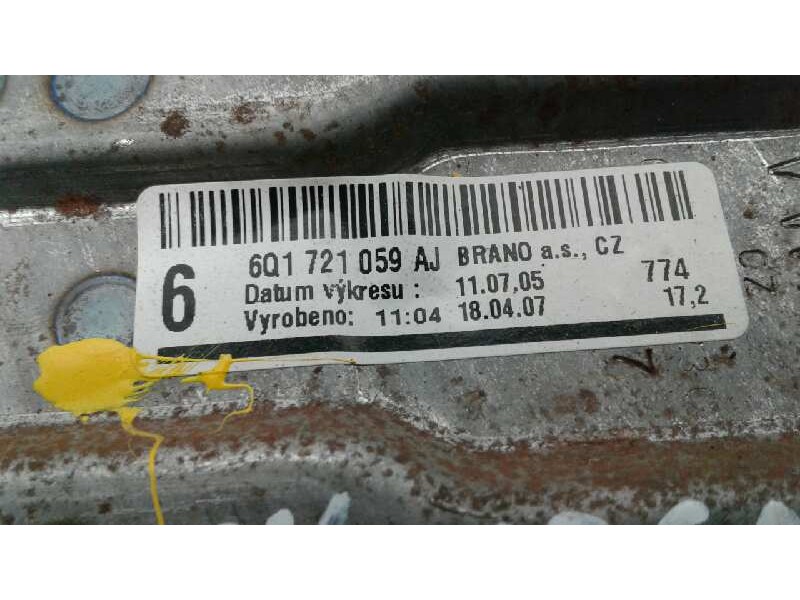 6
6Q1 721 059 AJ BRANO a.s., CZ
Datum výkresu : 11.07.05 774
Vyrobeno: 11:04 18.04.07 17,2
CZ